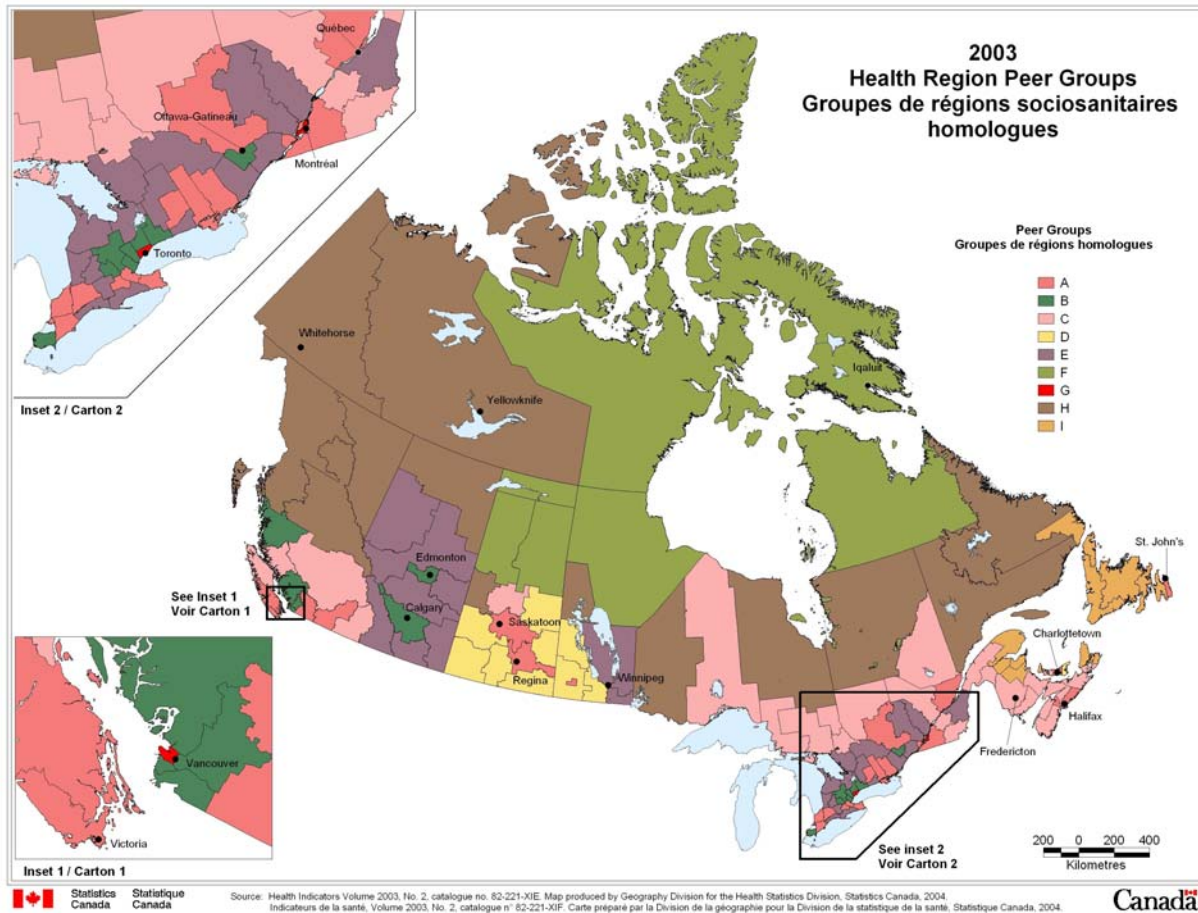 2003
Health Region Peer Groups
Groupes de régions sociosanitaires
homologues
Québec
Ottawa-Gatineau
Montréal
Toronto
Inset 2 / Carton 2
Peer Groups
Groupes de régions homologues
A
B
C
D
E
F
G
H
I
Whitehorse
Yellowknife
Iqaluit
Edmonton
Calgary
Saskatoon
Regina
Winnipeg
St. John's
Charlottetown
Halifax
Fredericton
See Inset 1
Voir Carton 1
See inset 2
Voir Carton 2
Vancouver
Victoria
Inset 1 / Carton 1
200 0 200 400
Kilometres
Statistics Statistique
Canada Canada
Source: Health Indicators Volume 2003, No. 2, catalogue no. 82-221-XIE. Map produced by Geography Division for the Health Statistics Division, Statistics Canada, 2004.
Indicateurs de la santé, Volume 2003, No. 2, catalogue n° 82-221-XIF. Carte préparé par la Division de la géographie pour la Division de la statistique de la santé, Statistique Canada, 2004.
Canada